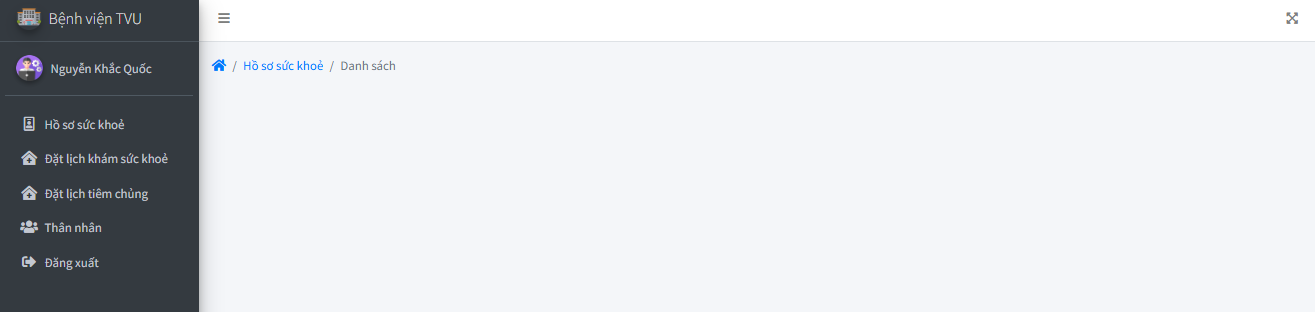 Bệnh viện TVU
Nguyễn Khắc Quốc
Hồ sơ sức khoẻ
Đặt lịch khám sức khoẻ
Đặt lịch tiêm chủng
Thân nhân
Đăng xuất
Hồ sơ sức khoẻ / Danh sách